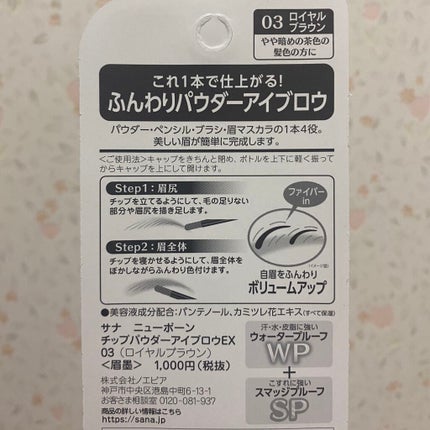 03 ロイヤル
ブラウン
やや暗めの茶色の
髪色の方に
これ1本で仕上がる!
ふんわりパウダーアイブロウ
パウダー・ペンシル・ブラシ・眉マスカラの1本4役。
美しい眉が簡単に完成します。
<ご使用法>キャップをきちんと閉め、ボトルを上下に軽く振っ
てからキャップを上にして開けます。
Step1:眉尻
チップを立てるようにして、毛の足りない
部分や眉尻を描き足します。
Step2:眉全体
チップを寝かせるようにして、眉全体を
ぼかしながらふんわり色付けます。
ファイバー
in
自眉をふんわり
ボリュームアップ
●美容液成分配合:パンテノール、カミツレ花エキス(すべて保湿)
サナ ニューボーン
チップパウダーアイブロウEX
03(ロイヤルブラウン)
<眉墨> 1,000円(税抜)
発売元 株式会社ノエビア
神戸市中央区港島中町6-13-1
お客さま相談室 0120-081-937
商品の詳しい情報はこちら
https://sana.jp
汗・水・皮脂に強い
ウォータープルーフ
WP
+
こすれに強い
スマッジプルーフ
SP